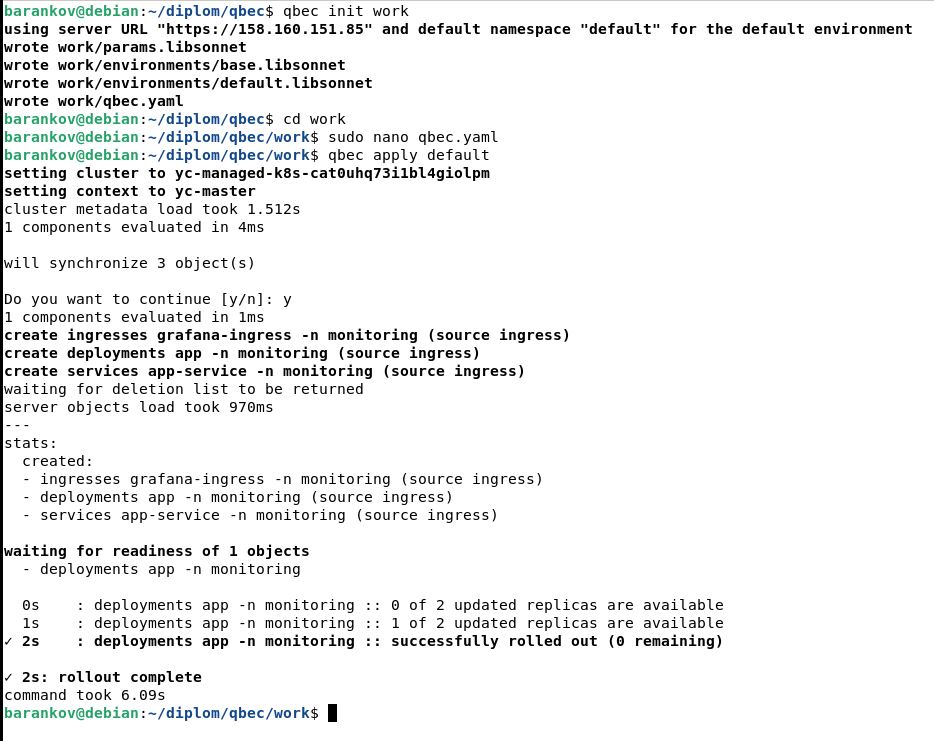 barankov@debian:~/diplom/qbec$ qbec init work
using server URL "https://158.160.151.85" and default namespace "default" for the default environment
wrote work/params.libsonnet
wrote work/environments/base.libsonnet
wrote work/environments/default.libsonnet
wrote work/qbec.yaml
barankov@debian:~/diplom/qbec$ cd work
barankov@debian:~/diplom/qbec/work$ sudo nano qbec.yaml
barankov@debian:~/diplom/qbec/work$ qbec apply default
setting cluster to yc-managed-k8s-cat0uhq73i1bl4giolpm
setting context to yc-master
cluster metadata load took 1.512s
1 components evaluated in 4ms

will synchronize 3 object(s)

Do you want to continue [y/n]: y
1 components evaluated in 1ms
create ingresses grafana-ingress -n monitoring (source ingress)
create deployments app -n monitoring (source ingress)
create services app-service -n monitoring (source ingress)
waiting for deletion list to be returned
server objects load took 970ms
---
stats:
  created:
  - ingresses grafana-ingress -n monitoring (source ingress)
  - deployments app -n monitoring (source ingress)
  - services app-service -n monitoring (source ingress)

waiting for readiness of 1 objects
  - deployments app -n monitoring

  0s    : deployments app -n monitoring :: 0 of 2 updated replicas are available
  1s    : deployments app -n monitoring :: 1 of 2 updated replicas are available
✓ 2s    : deployments app -n monitoring :: successfully rolled out (0 remaining)

✓ 2s: rollout complete
command took 6.09s
barankov@debian:~/diplom/qbec/work$